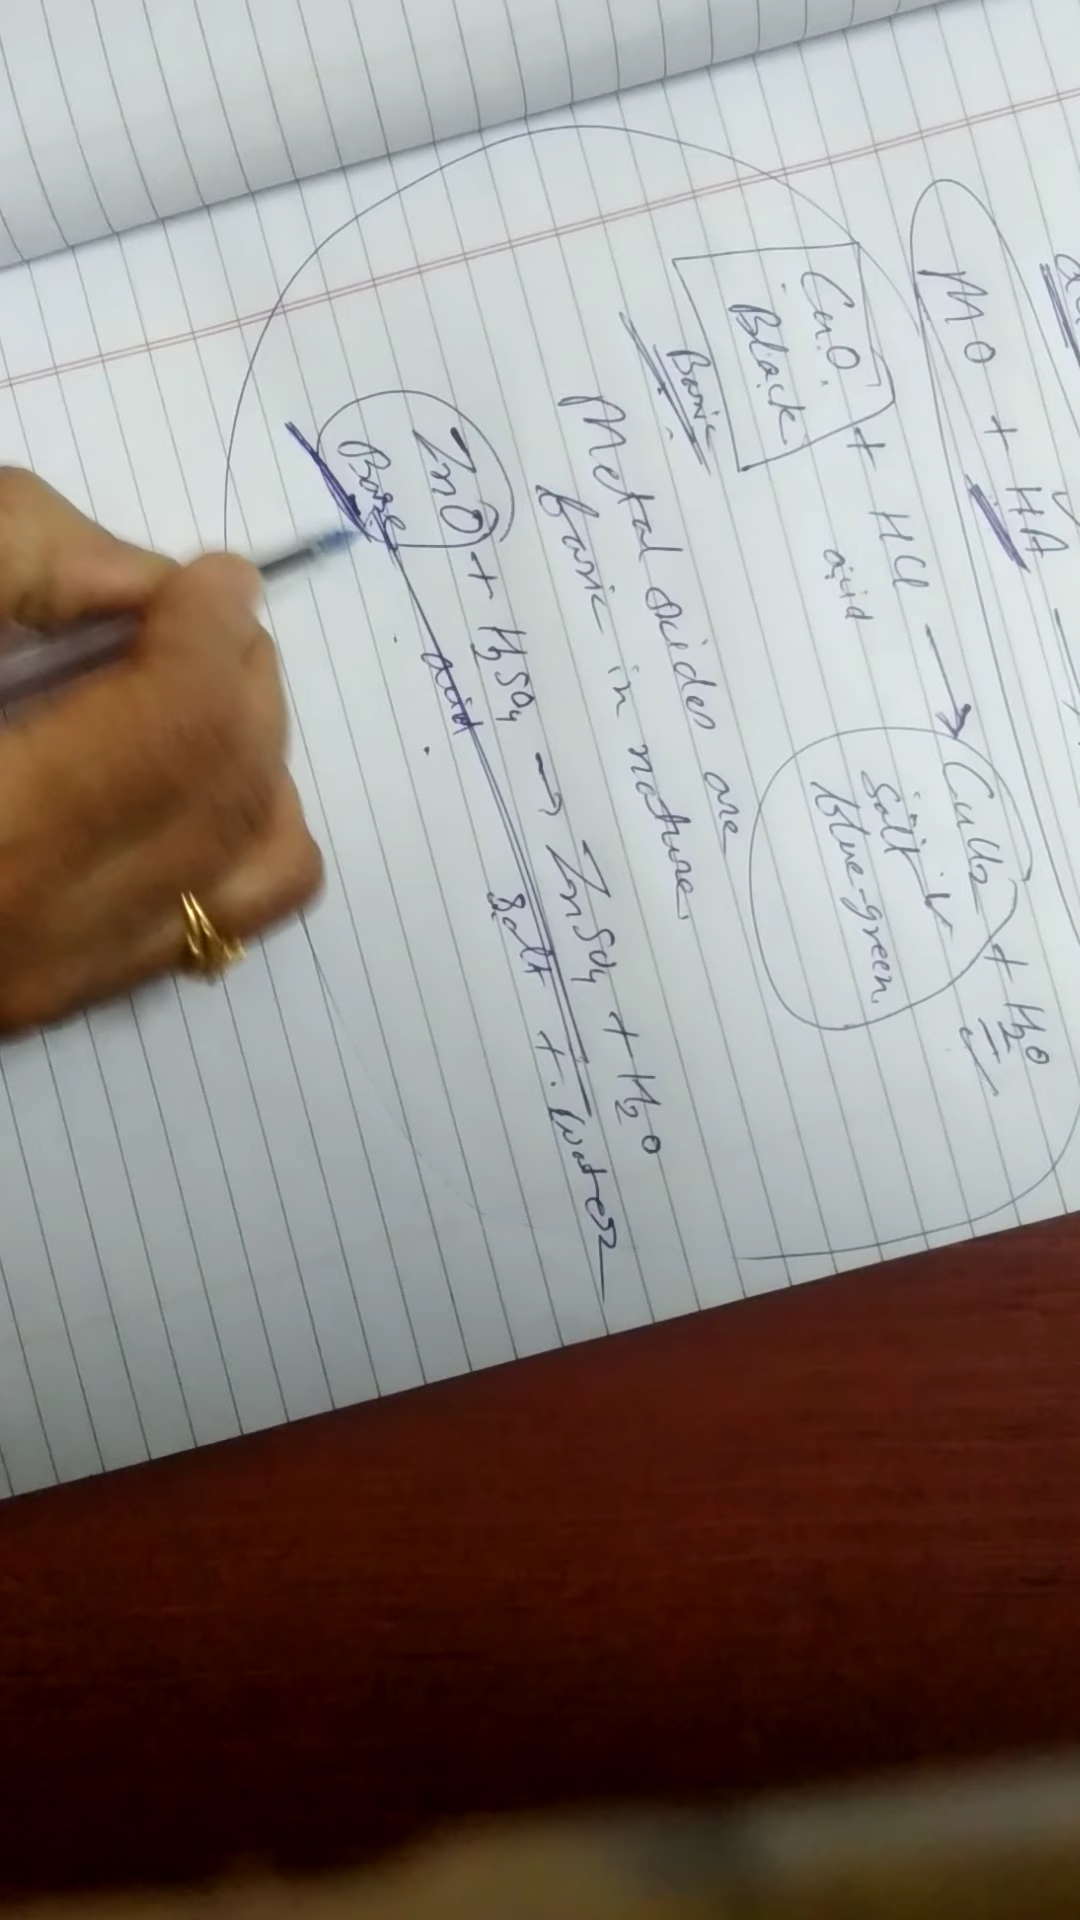 MO + HA →
CuO + HCl → CuCl2 + H2O
Black acid salt is
Basic blue-green.
Metal oxides are
basic in nature.
ZnO + H2SO4 → ZnSO4 + H2O
Base acid Salt + Water